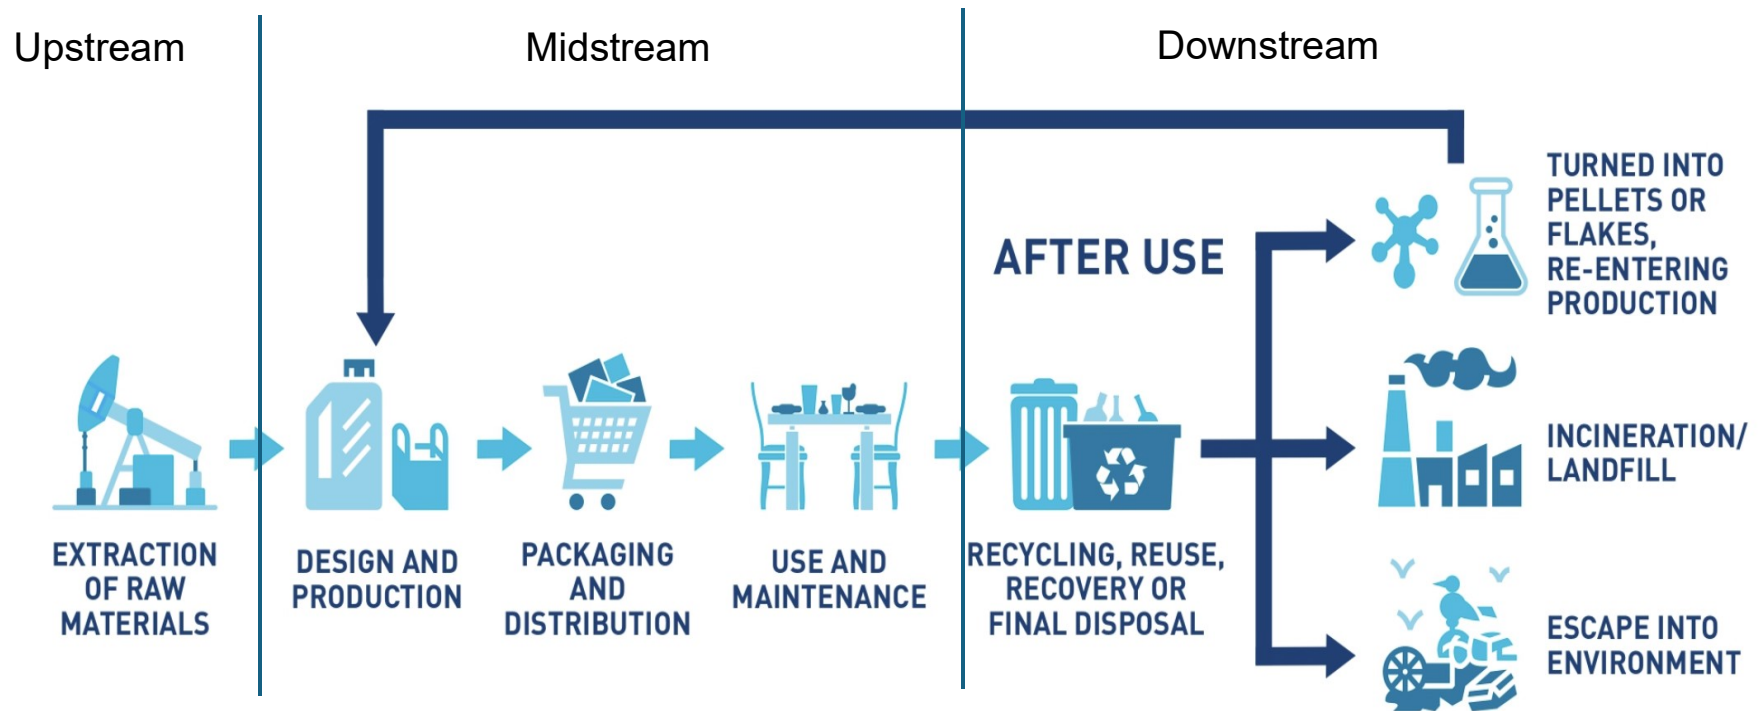 Upstream
Midstream
Downstream
AFTER USE
TURNED INTO
PELLETS OR
FLAKES,
RE-ENTERING
PRODUCTION
INCINERATION/
LANDFILL
ESCAPE INTO
ENVIRONMENT
EXTRACTION
OF RAW
MATERIALS
DESIGN AND
PRODUCTION
PACKAGING
AND
DISTRIBUTION
USE AND
MAINTENANCE
RECYCLING, REUSE,
RECOVERY OR
FINAL DISPOSAL